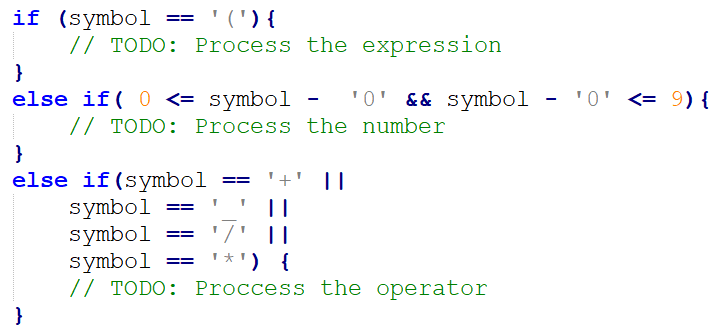 if (symbol == '('){
    // TODO: Process the expression
}
else if( 0 <= symbol -  '0' && symbol - '0' <= 9){
    // TODO: Process the number
}
else if(symbol == '+' ||
    symbol == '_' ||
    symbol == '/' ||
    symbol == '*') {
    // TODO: Proccess the operator
}